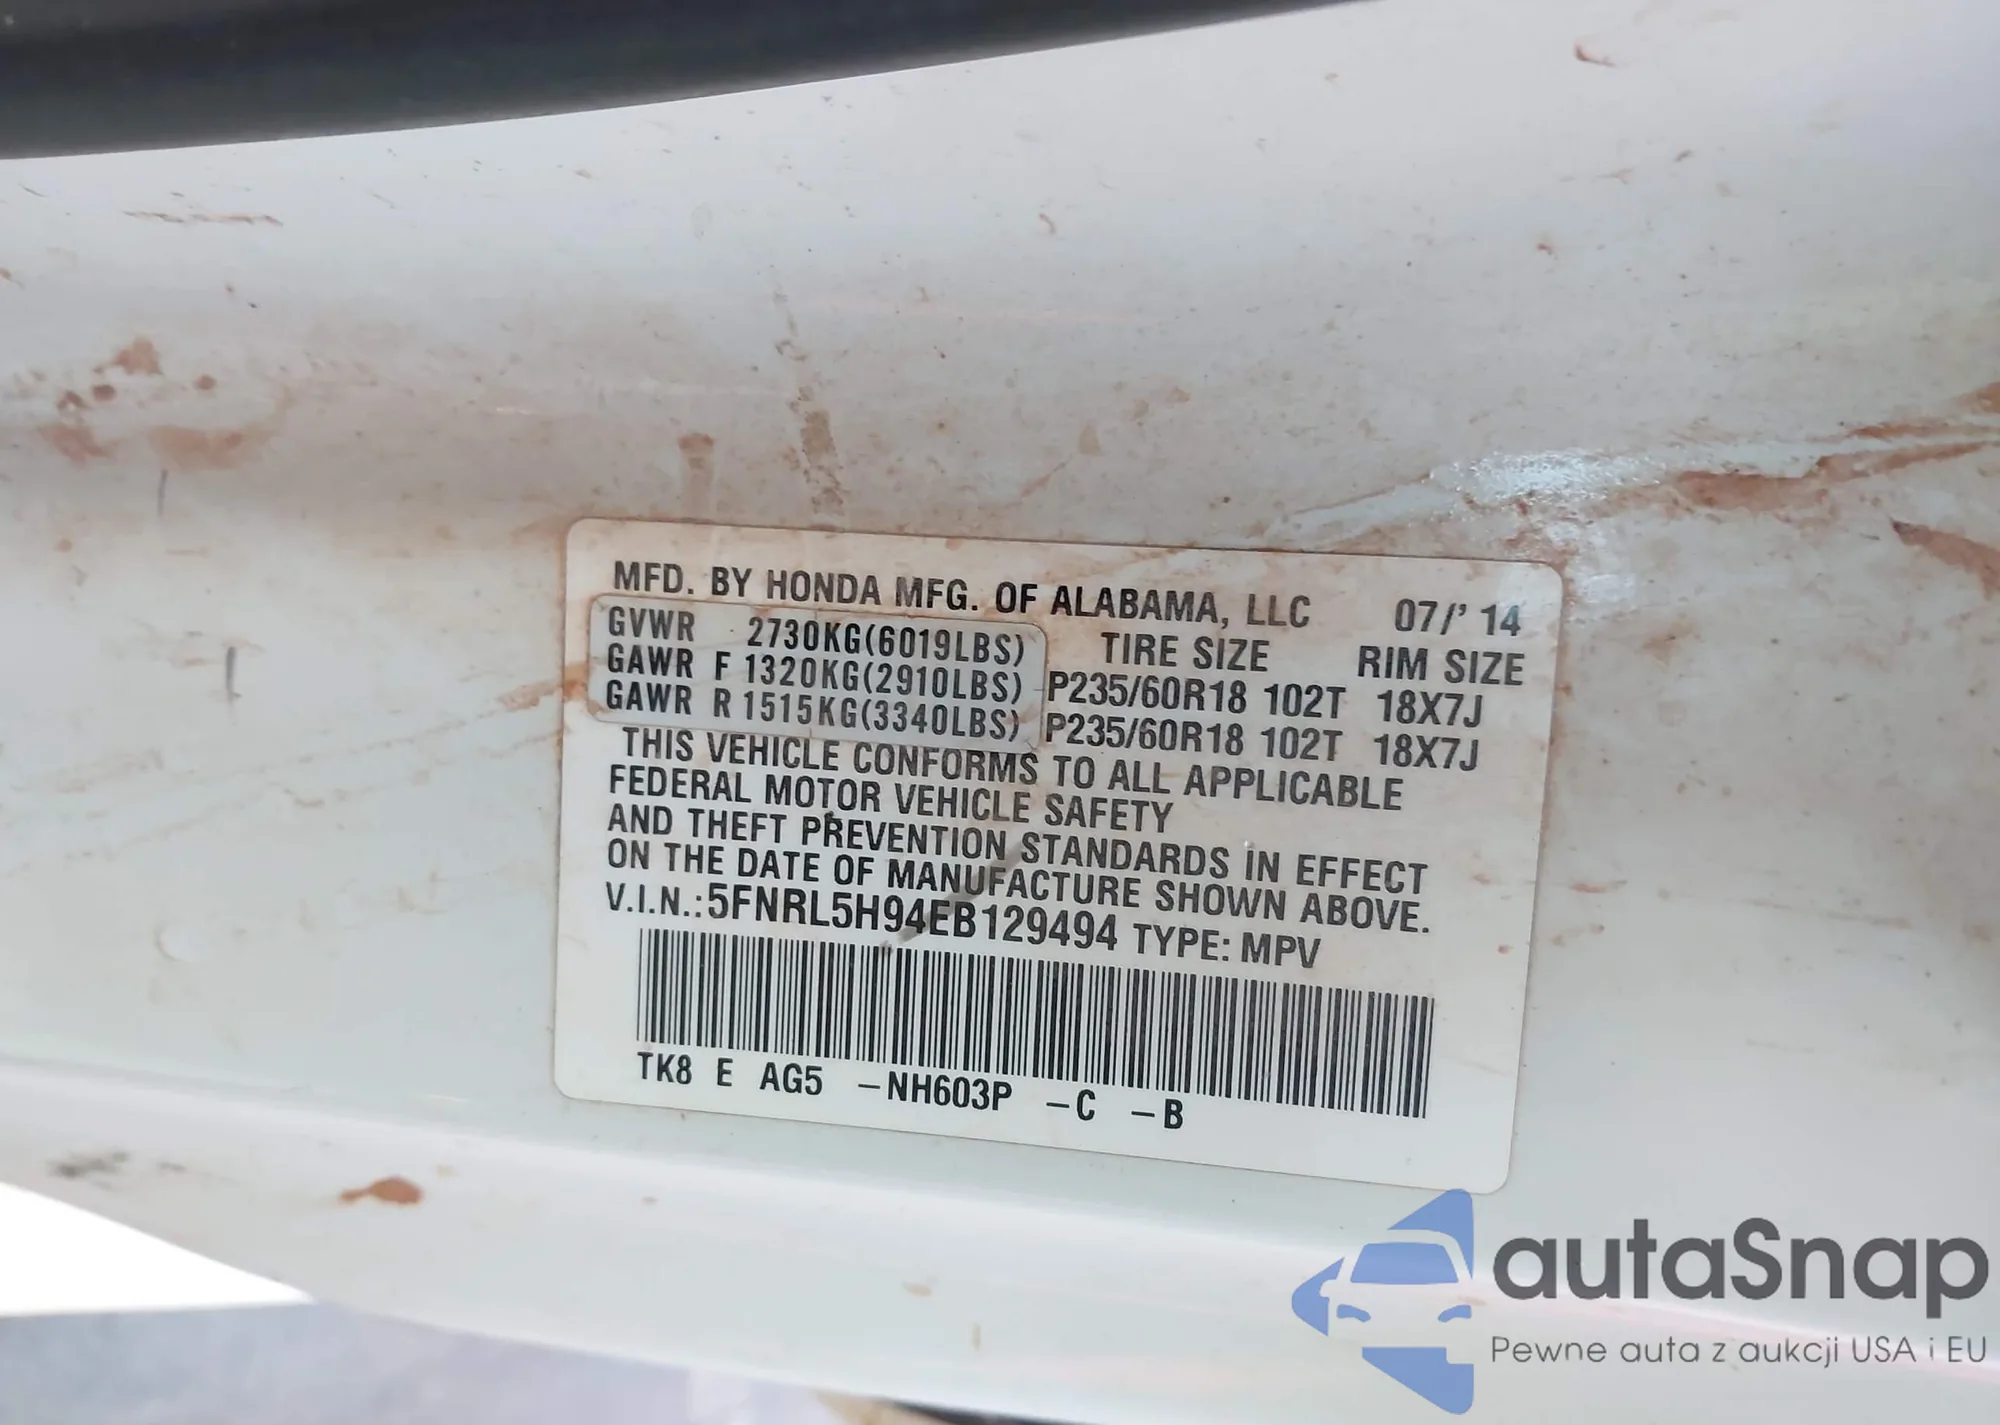 MFD. BY HONDA MFG. OF ALABAMA, LLC 07/' 14
GVWR 2730KG(6019LBS) TIRE SIZE RIM SIZE
GAWR F 1320KG(2910LBS) P235/60R18 102T 18X7J
GAWR R 1515KG(3340LBS) P235/60R18 102T 18X7J
THIS VEHICLE CONFORMS TO ALL APPLICABLE
FEDERAL MOTOR VEHICLE SAFETY
AND THEFT PREVENTION STANDARDS IN EFFECT
ON THE DATE OF MANUFACTURE SHOWN ABOVE.
V.I.N.:5FNRL5H94EB129494 TYPE: MPV
TK8 E AG5 -NH603P -C -B
autaSnap
Pewne auta z aukcji USA i EU